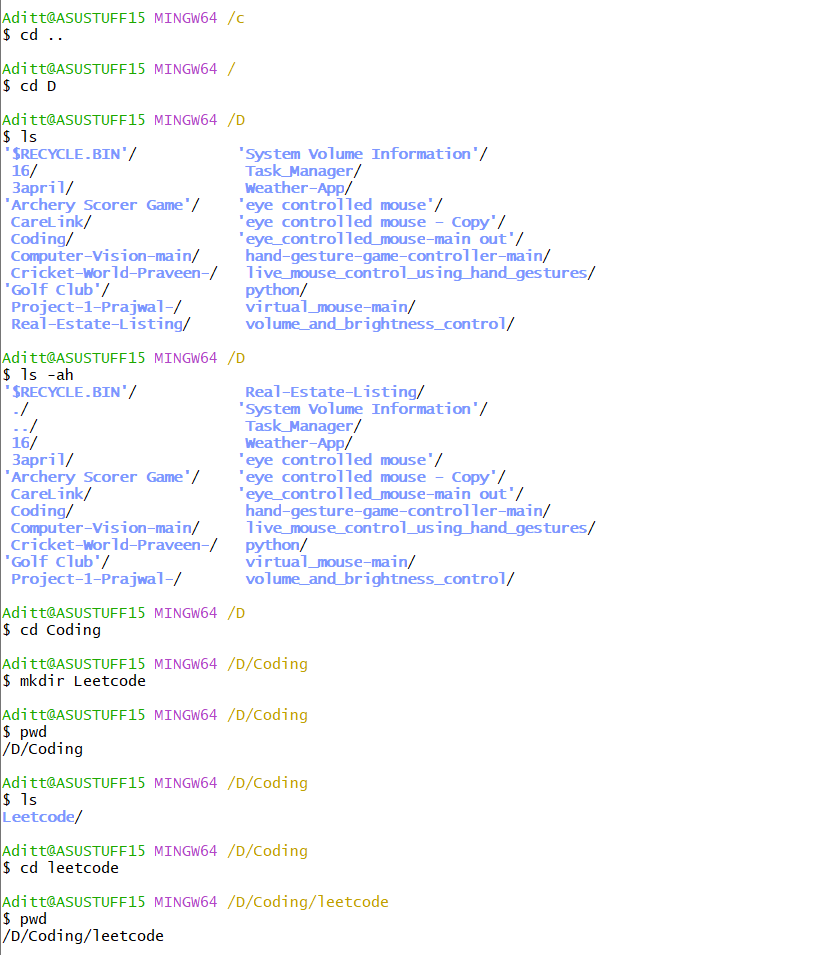 Aditt@ASUSTUFF15 MINGW64 /c
$ cd ..
Aditt@ASUSTUFF15 MINGW64 /
$ cd D
Aditt@ASUSTUFF15 MINGW64 /D
$ ls
'$RECYCLE.BIN'/ 'System Volume Information'/
16/ Task_Manager/
3april/ Weather-App/
'Archery Scorer Game'/ 'eye controlled mouse'/
CareLink/ 'eye controlled mouse - Copy'/
Coding/ 'eye_controlled_mouse-main out'/
Computer-Vision-main/ hand-gesture-game-controller-main/
Cricket-World-Praveen-/ live_mouse_control_using_hand_gestures/
'Golf Club'/ python/
Project-1-Prajwal-/ virtual_mouse-main/
Real-Estate-Listing/ volume_and_brightness_control/
Aditt@ASUSTUFF15 MINGW64 /D
$ ls -ah
'$RECYCLE.BIN'/ Real-Estate-Listing/
./ 'System Volume Information'/
../ Task_Manager/
16/ Weather-App/
3april/ 'eye controlled mouse'/
'Archery Scorer Game'/ 'eye controlled mouse - Copy'/
CareLink/ 'eye_controlled_mouse-main out'/
Coding/ hand-gesture-game-controller-main/
Computer-Vision-main/ live_mouse_control_using_hand_gestures/
Cricket-World-Praveen-/ python/
'Golf Club'/ virtual_mouse-main/
Project-1-Prajwal-/ volume_and_brightness_control/
Aditt@ASUSTUFF15 MINGW64 /D
$ cd Coding
Aditt@ASUSTUFF15 MINGW64 /D/Coding
$ mkdir Leetcode
Aditt@ASUSTUFF15 MINGW64 /D/Coding
$ pwd
/D/Coding
Aditt@ASUSTUFF15 MINGW64 /D/Coding
$ ls
Leetcode/
Aditt@ASUSTUFF15 MINGW64 /D/Coding
$ cd leetcode
Aditt@ASUSTUFF15 MINGW64 /D/Coding/leetcode
$ pwd
/D/Coding/leetcode